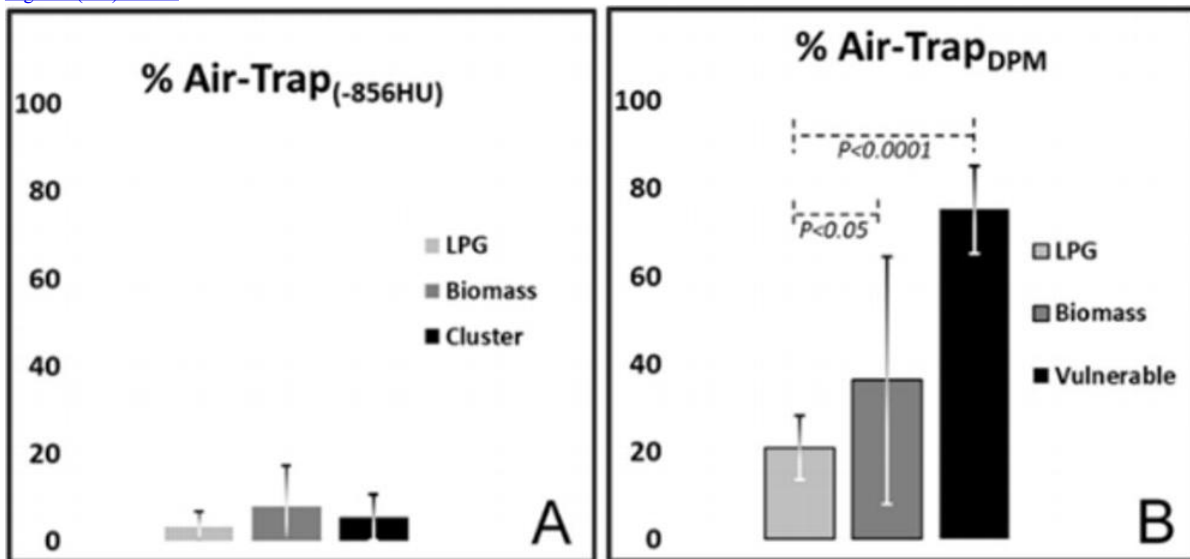 % Air-Trap(-856HU)
100
80
60
40
20
0
LPG
Biomass
Cluster
A
% Air-TrapDPM
100
80
60
40
20
0
P<0.0001
P<0.05
LPG
Biomass
Vulnerable
B